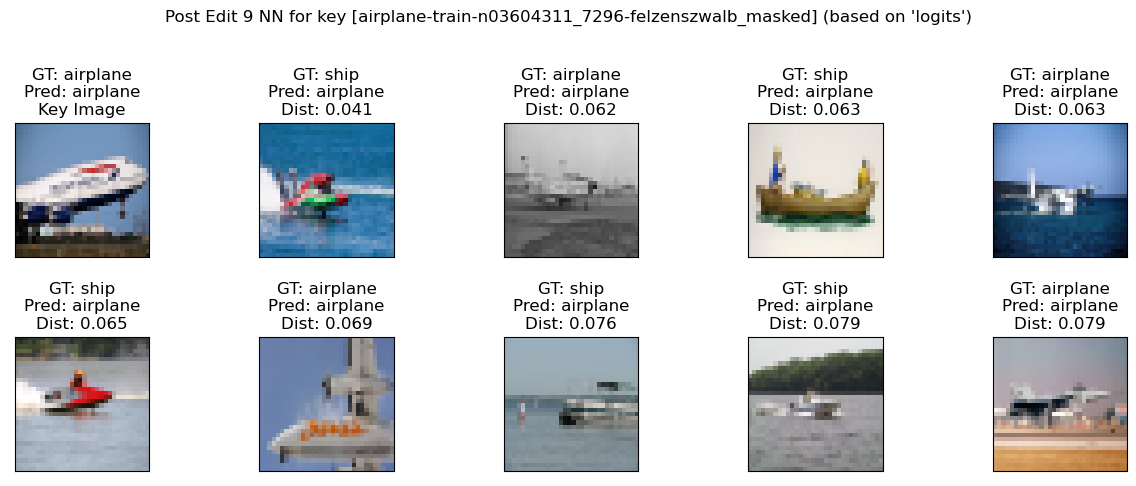 Post Edit 9 NN for key [airplane-train-n03604311_7296-felzenszwalb_masked] (based on 'logits')
GT: airplane
Pred: airplane
Key Image
GT: ship
Pred: airplane
Dist: 0.041
GT: airplane
Pred: airplane
Dist: 0.062
GT: ship
Pred: airplane
Dist: 0.063
GT: airplane
Pred: airplane
Dist: 0.063
GT: ship
Pred: airplane
Dist: 0.065
GT: airplane
Pred: airplane
Dist: 0.069
GT: ship
Pred: airplane
Dist: 0.076
GT: ship
Pred: airplane
Dist: 0.079
GT: airplane
Pred: airplane
Dist: 0.079